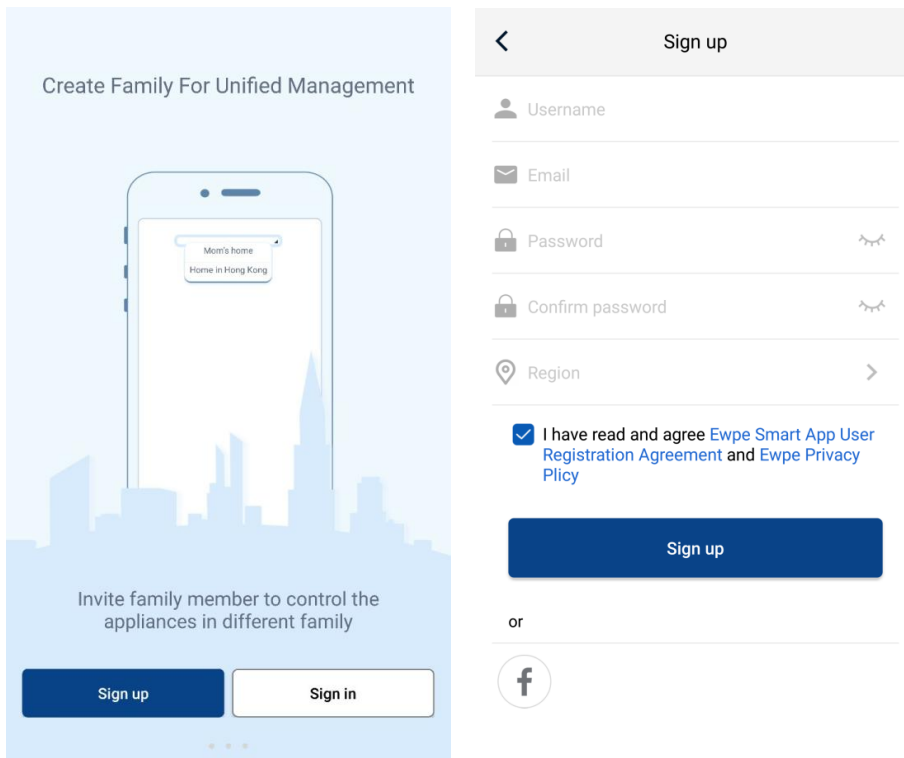 Create Family For Unified Management
Mom's home
Home in Hong Kong
Invite family member to control the
appliances in different family
Sign up
Sign in
Sign up
Username
Email
Password
Confirm password
Region
I have read and agree Ewpe Smart App User
Registration Agreement and Ewpe Privacy
Plicy
Sign up
or